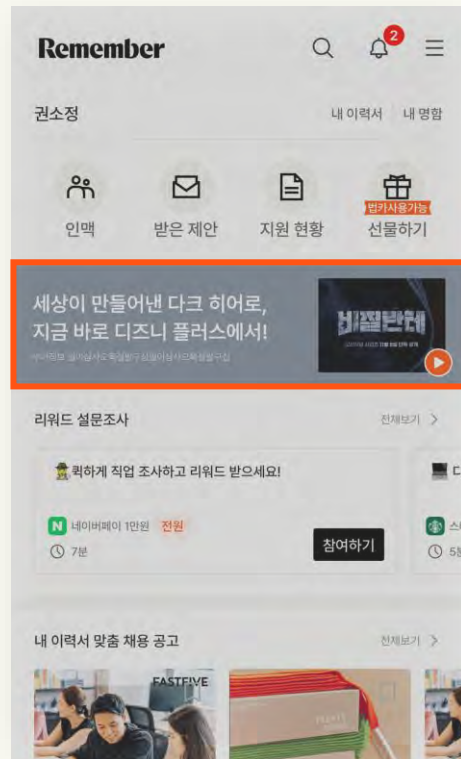 Remember
2
권소정
내 이력서
내 명함
인맥
받은 제안
지원 현황
법카사용가능
선물하기
세상이 만들어낸 다크 히어로,
지금 바로 디즈니 플러스에서!
비질란테
리워드 설문조사
전체보기 >
퀵하게 직업 조사하고 리워드 받으세요!
N 네이버페이 1만원 전원
7분
참여하기
내 이력서 맞춤 채용 공고
전체보기 >
FASTFIVE